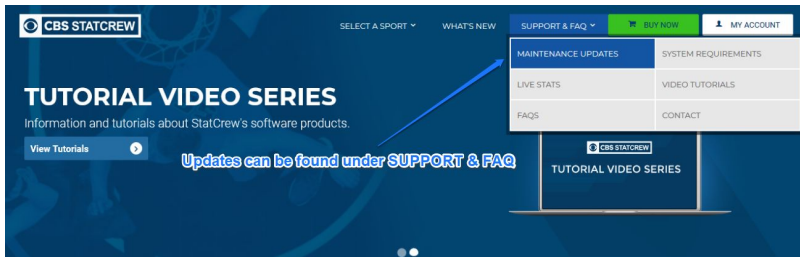 CBS STATCREW
SELECT A SPORT
WHAT'S NEW
SUPPORT & FAQ
BUY NOW
MY ACCOUNT
MAINTENANCE UPDATES
SYSTEM REQUIREMENTS
LIVE STATS
VIDEO TUTORIALS
FAQS
CONTACT
TUTORIAL VIDEO SERIES
Information and tutorials about StatCrew's software products.
View Tutorials
Updates can be found under SUPPORT & FAQ
CBS STATCREW
TUTORIAL VIDEO SERIES